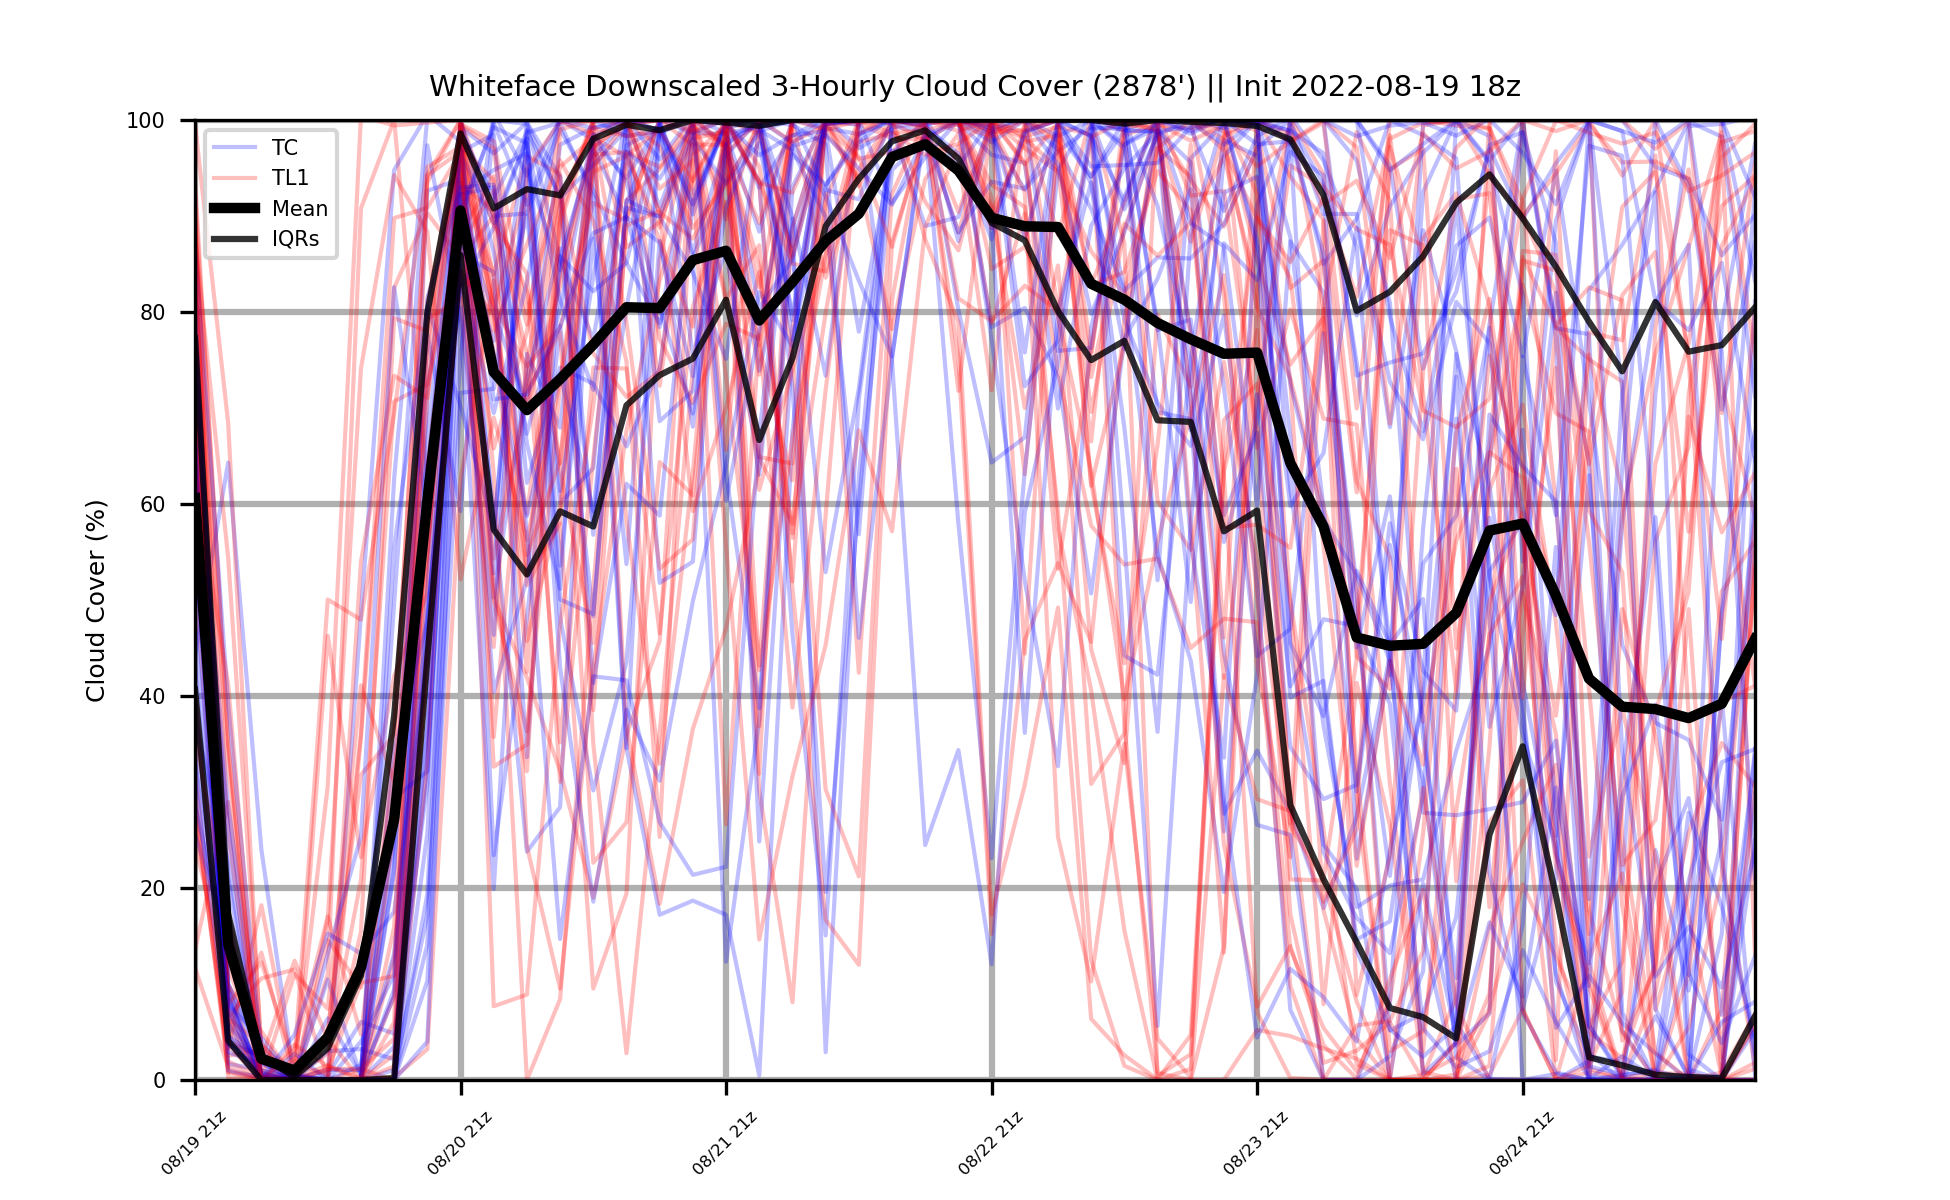 Whiteface Downscaled 3-Hourly Cloud Cover (2878') || Init 2022-08-19 18z
Cloud Cover (%)
100
80
60
40
20
0
TC
TL1
Mean
IQRs
08/19 21z
08/20 21z
08/21 21z
08/22 21z
08/23 21z
08/24 21z